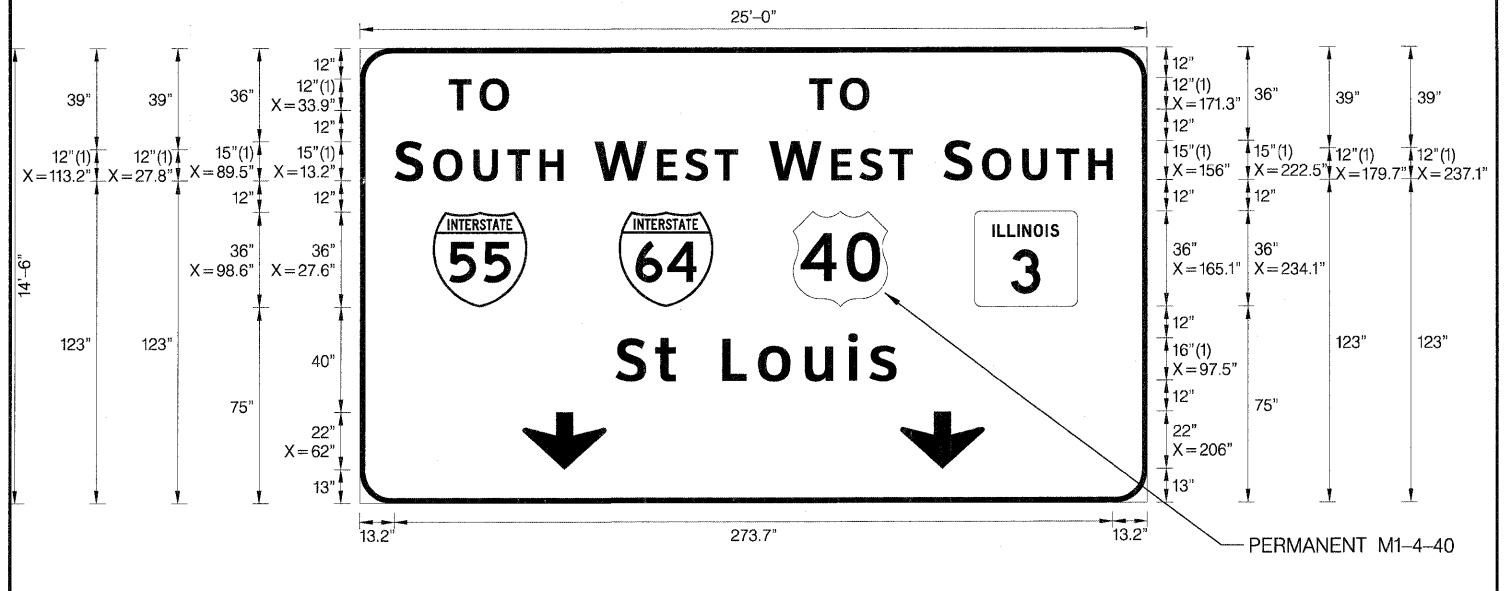 25'–0"
14'–6"
39"
12"(1)
X=113.2"
123"
39"
12"(1)
X=27.8"
123"
36"
15"(1)
X=89.5"
12"
36"
X=98.6"
75"
12"
12"(1)
X=33.9"
12"
15"(1)
X=13.2"
12"
36"
X=27.6"
40"
22"
X=62"
13"
TO TO
SOUTH WEST WEST SOUTH
INTERSTATE
55
INTERSTATE
64
40
ILLINOIS
3
St Louis
12"
12"(1)
X=171.3"
12"
15"(1)
X=156"
12"
36"
X=165.1"
12"
16"(1)
X=97.5"
12"
22"
X=206"
13"
36"
15"(1)
X=222.5"
12"
36"
X=234.1"
75"
39"
12"(1)
X=179.7"
123"
39"
12"(1)
X=237.1"
123"
13.2" 273.7" 13.2"
PERMANENT M1–4–40